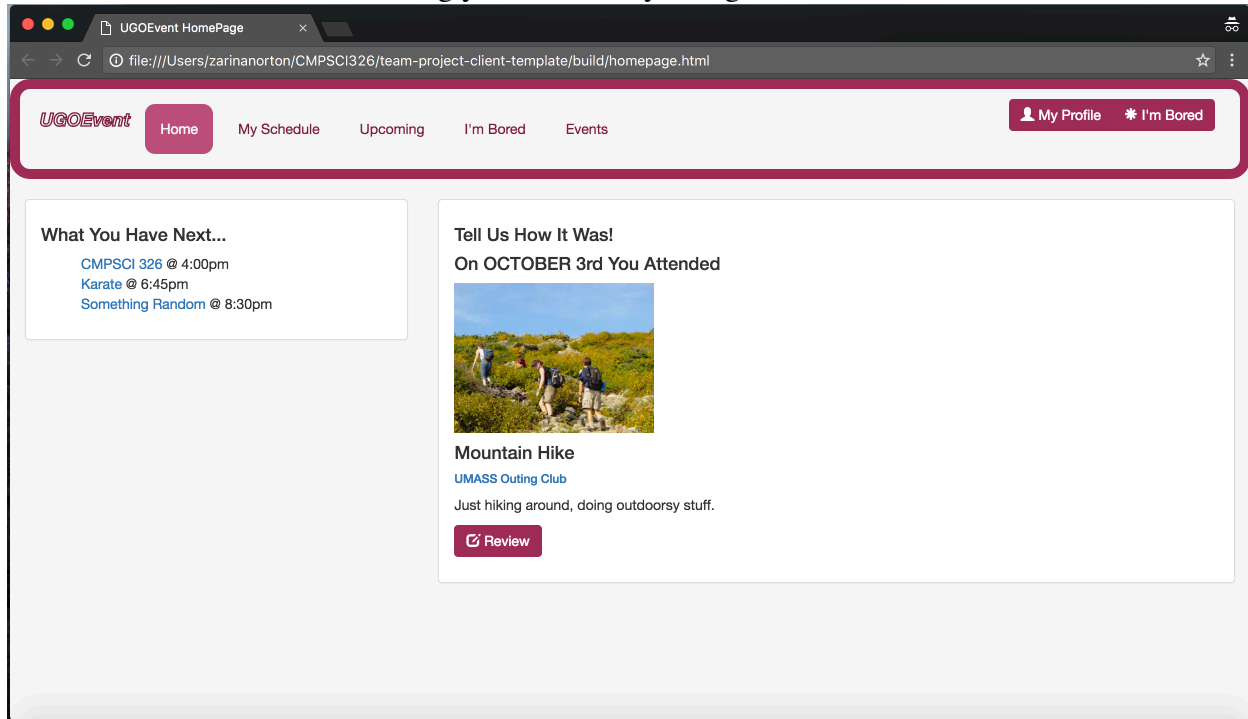 UGOEvent HomePage
file:///Users/zarinanorton/CMPSCI326/team-project-client-template/build/homepage.html
UGOEvent Home My Schedule Upcoming I'm Bored Events My Profile I'm Bored
What You Have Next...
CMPSCI 326 @ 4:00pm
Karate @ 6:45pm
Something Random @ 8:30pm
Tell Us How It Was!
On OCTOBER 3rd You Attended
Mountain Hike
UMASS Outing Club
Just hiking around, doing outdoorsy stuff.
Review